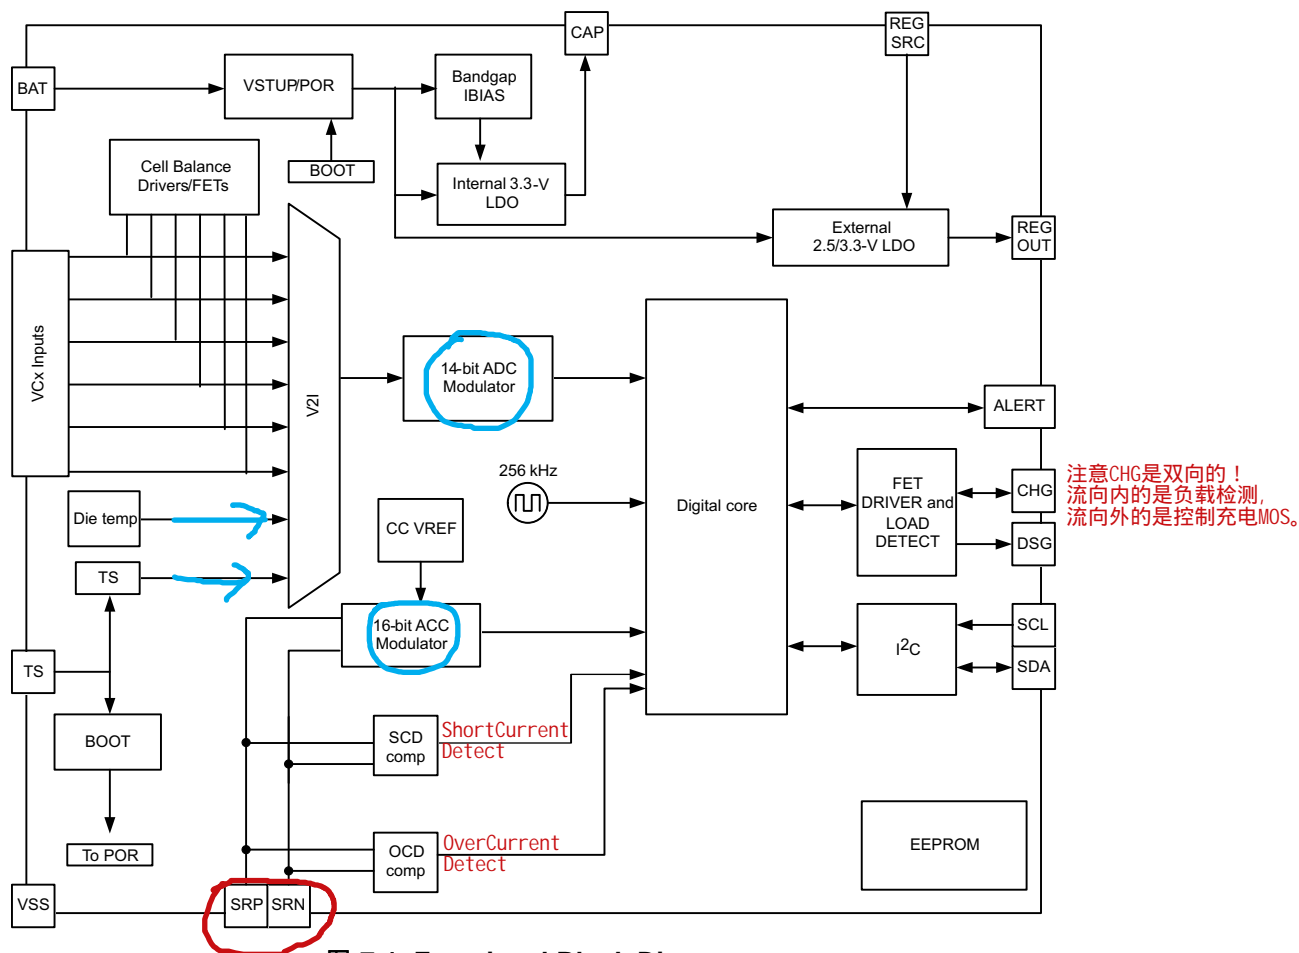 CAP
REG
SRC
BAT
VSTUP/POR
Bandgap
IBIAS
BOOT
Cell Balance
Drivers/FETs
Internal 3.3-V
LDO
External
2.5/3.3-V LDO
REG
OUT
VCx Inputs
V2I
14-bit ADC
Modulator
ALERT
256 kHz
Digital core
FET
DRIVER and
LOAD
DETECT
CHG
DSG
注意CHG是双向的！
流向内的是负载检测,
流向外的是控制充电MOS。
Die temp
CC VREF
TS
16-bit ACC
Modulator
I2C
SCL
SDA
TS
BOOT
SCD
comp
ShortCurrent
Detect
To POR
OCD
comp
OverCurrent
Detect
EEPROM
VSS
SRP
SRN